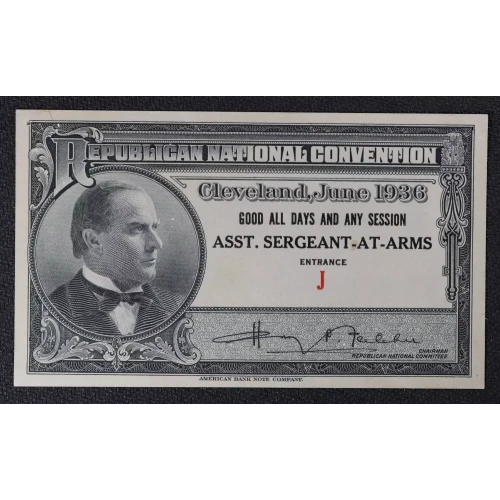 REPUBLICAN NATIONAL CONVENTION
Cleveland, June 1936
GOOD ALL DAYS AND ANY SESSION
ASST. SERGEANT-AT-ARMS
ENTRANCE
J
CHAIRMAN
REPUBLICAN NATIONAL COMMITTEE
AMERICAN BANK NOTE COMPANY.